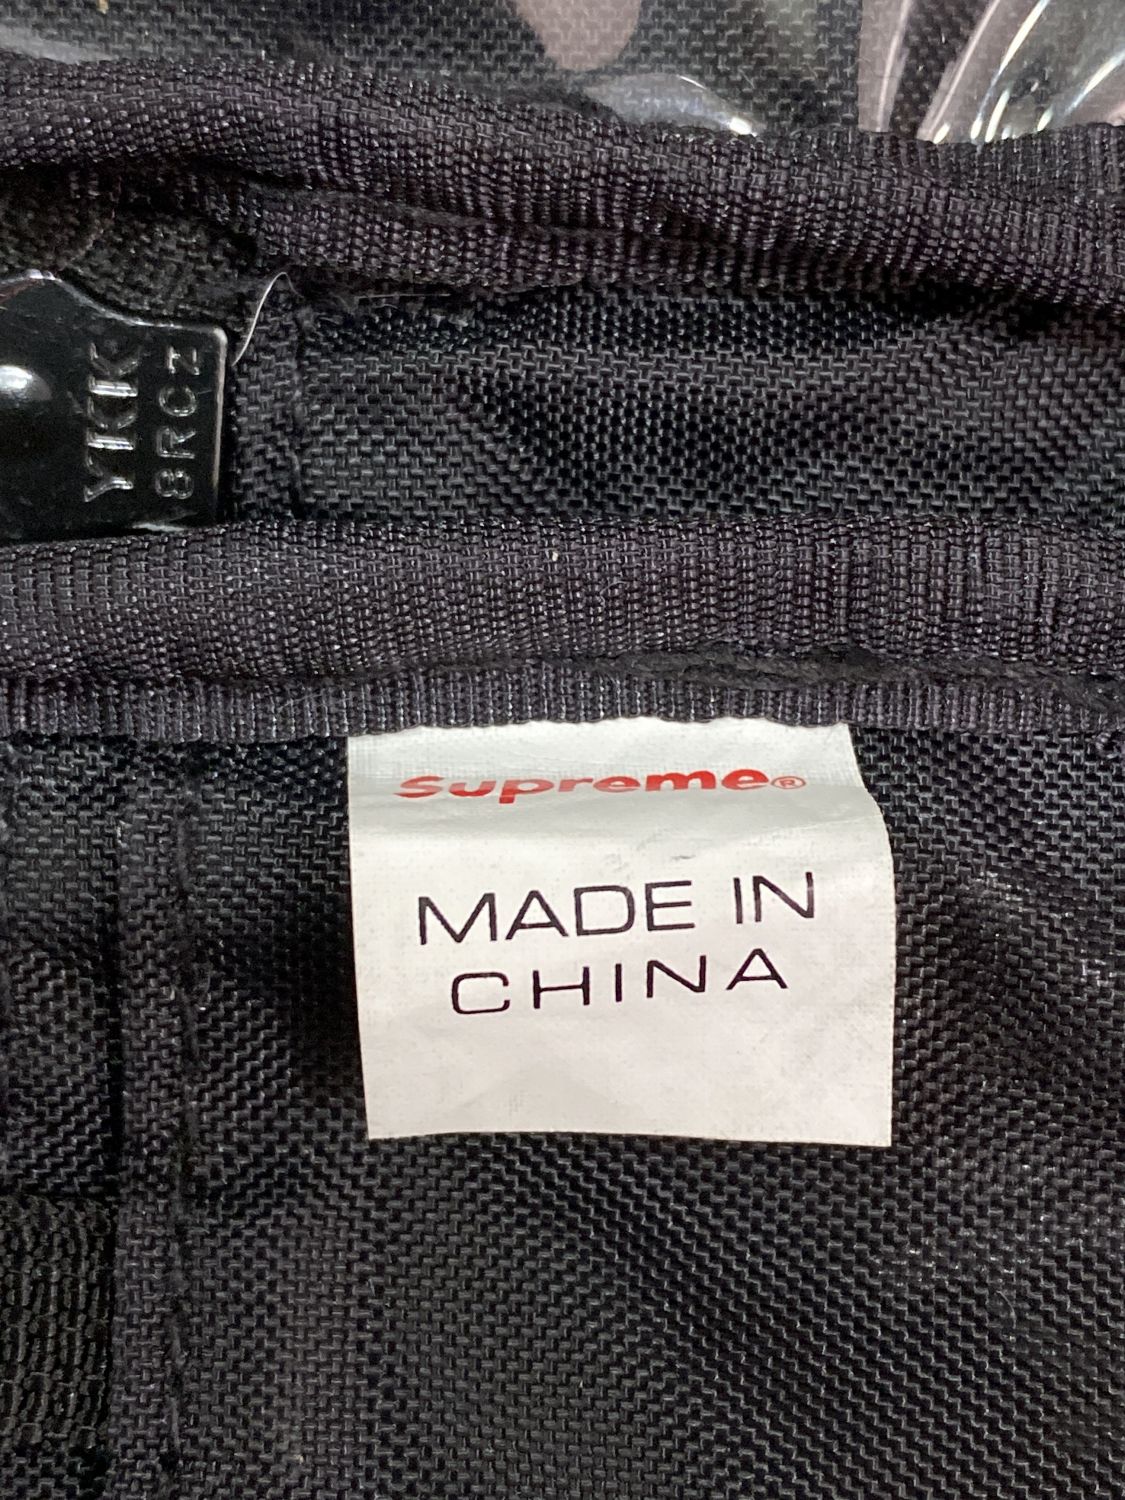 YKK
8RCZ
Supreme®
MADE IN
CHINA